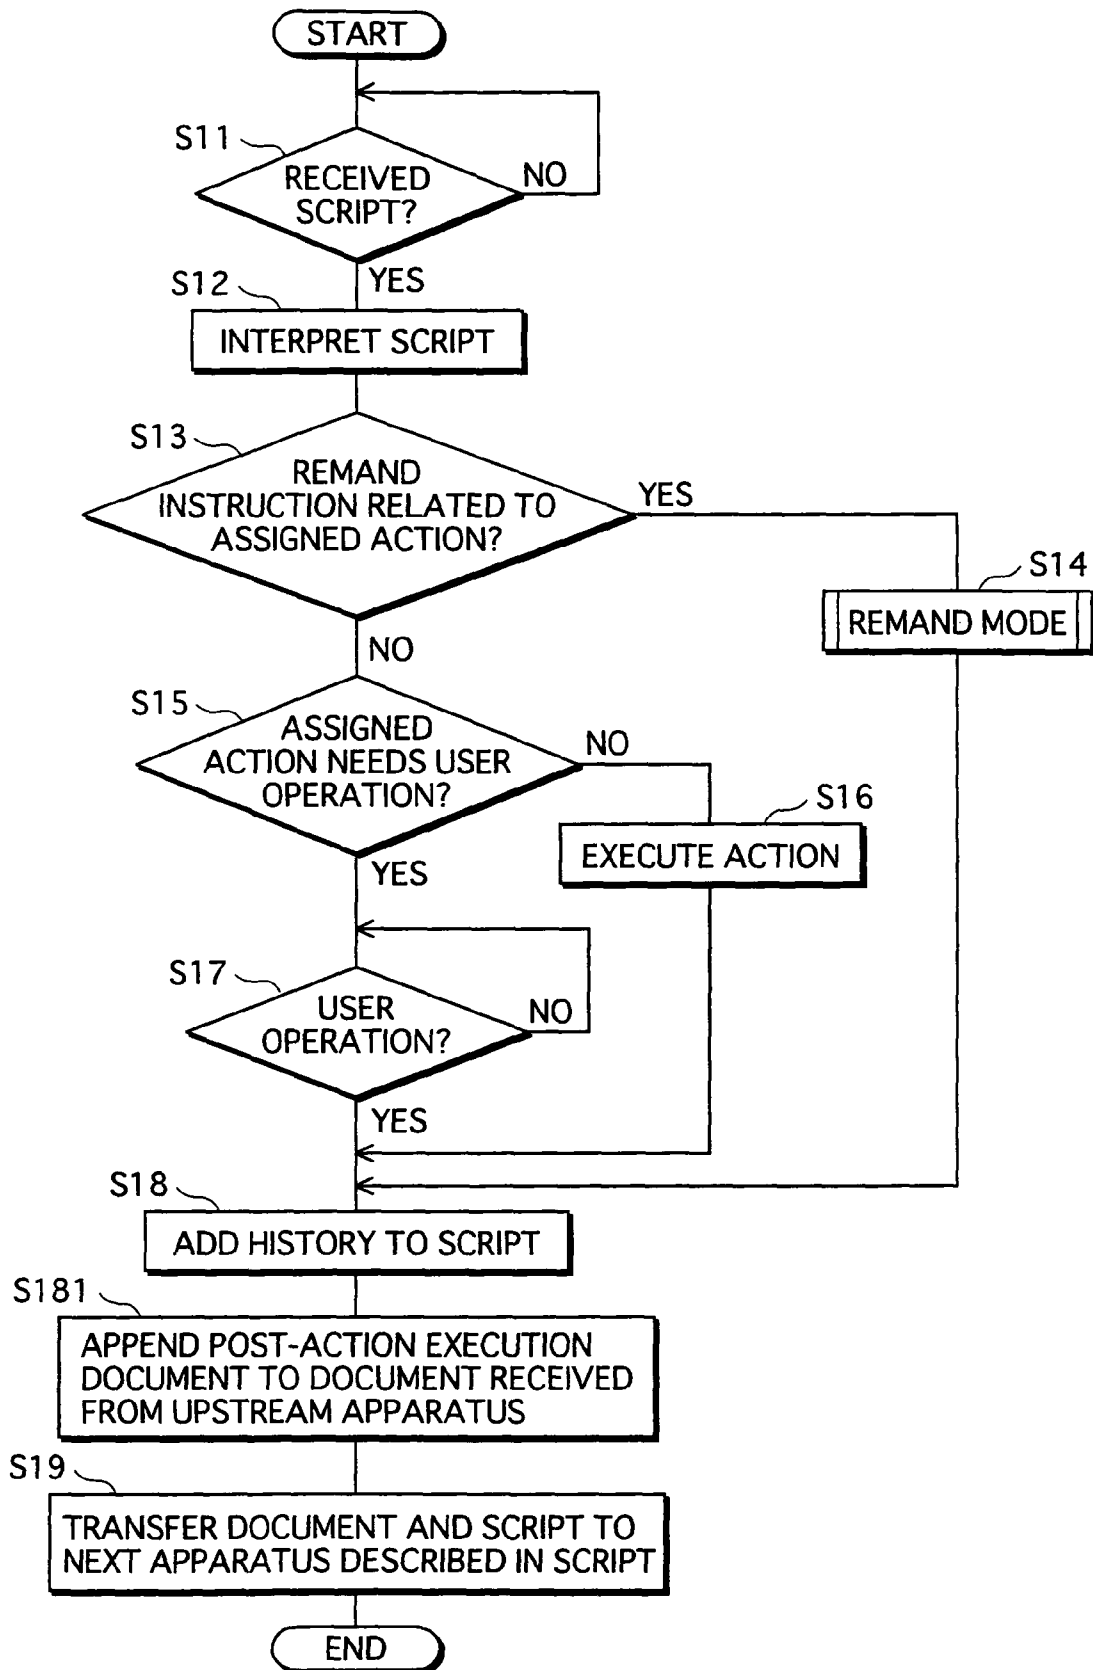 START
S11
RECEIVED
SCRIPT?
NO
YES
S12
INTERPRET SCRIPT
S13
REMAND
INSTRUCTION RELATED TO
ASSIGNED ACTION?
YES
S14
REMAND MODE
NO
S15
ASSIGNED
ACTION NEEDS USER
OPERATION?
NO
S16
EXECUTE ACTION
YES
S17
USER
OPERATION?
NO
YES
S18
ADD HISTORY TO SCRIPT
S181
APPEND POST-ACTION EXECUTION
DOCUMENT TO DOCUMENT RECEIVED
FROM UPSTREAM APPARATUS
S19
TRANSFER DOCUMENT AND SCRIPT TO
NEXT APPARATUS DESCRIBED IN SCRIPT
END